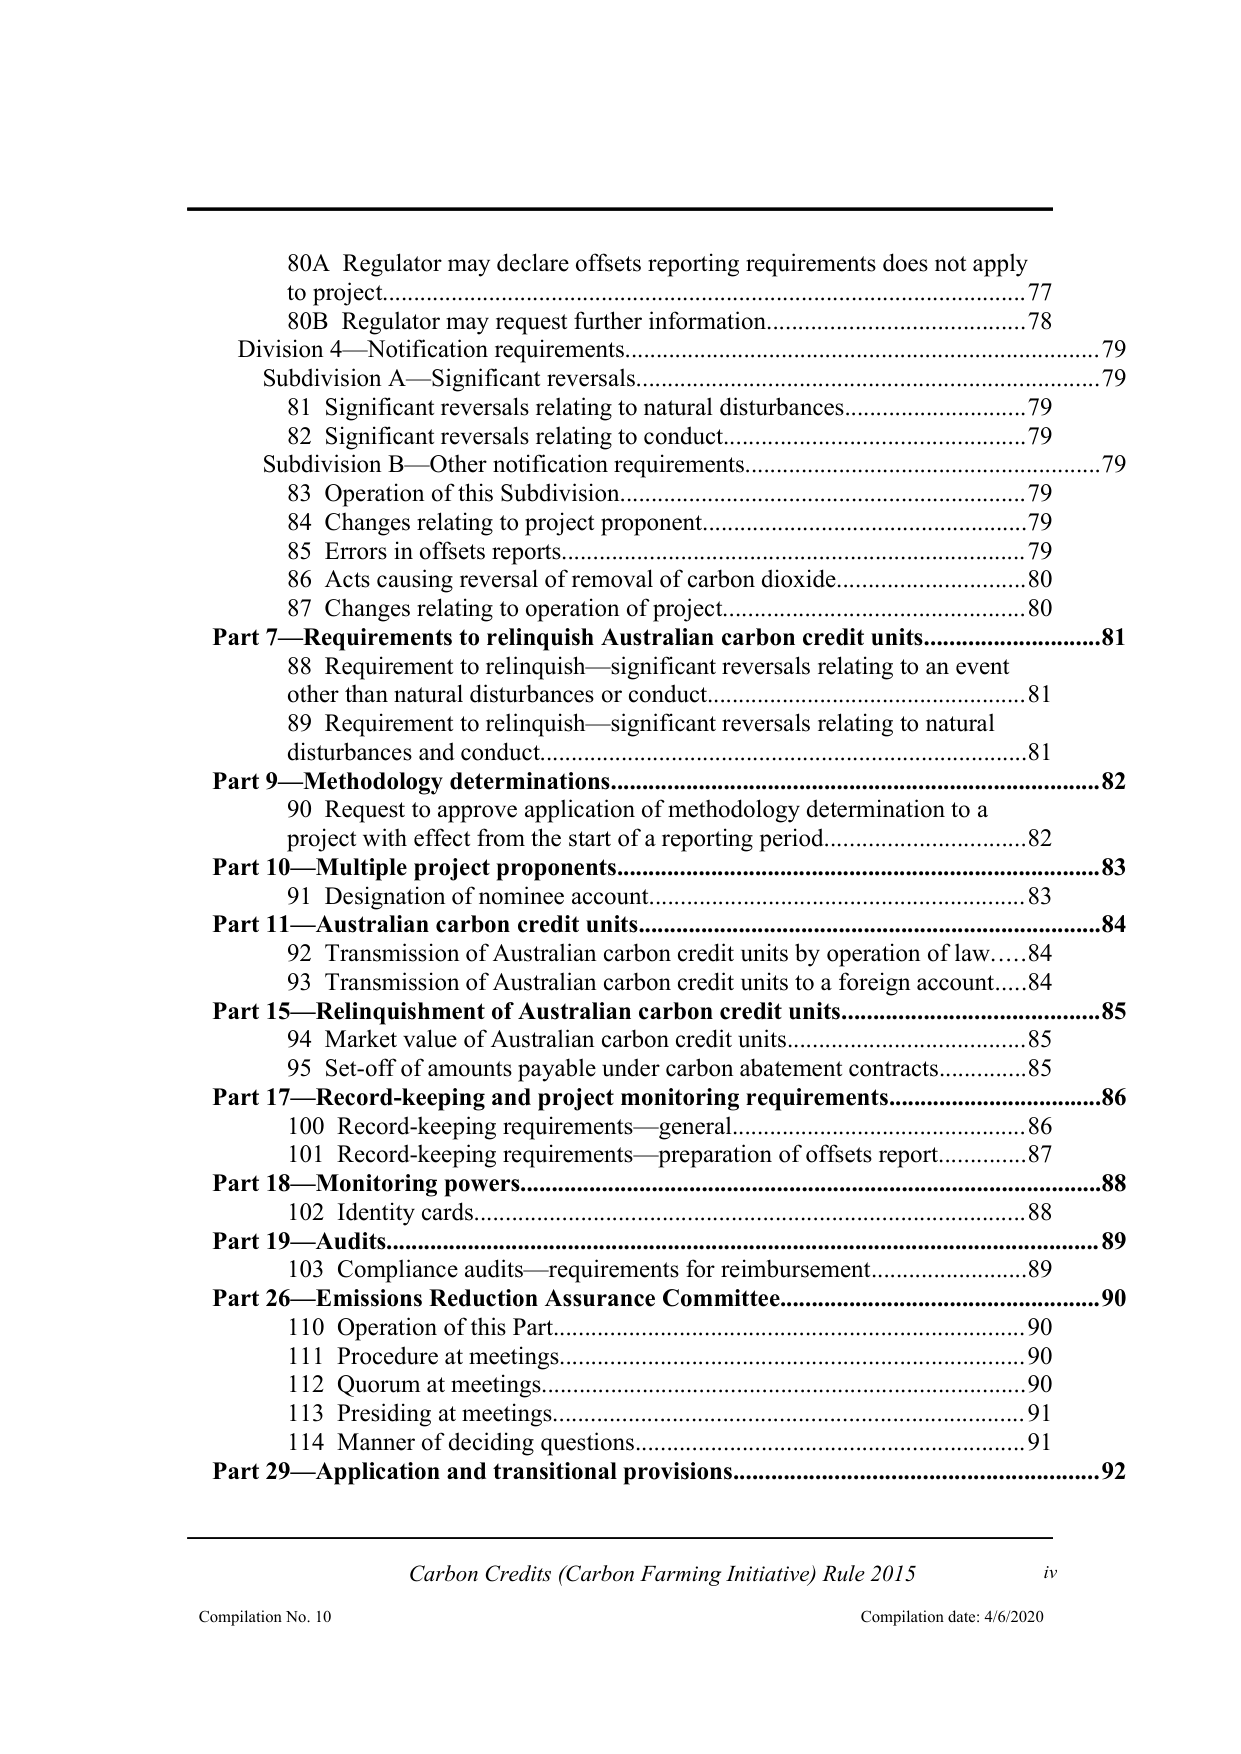 80A Regulator may declare offsets reporting requirements does not apply
to project.......................................................................................................77
80B Regulator may request further information.........................................78
Division 4—Notification requirements...........................................................................79
Subdivision A—Significant reversals.........................................................................79
81 Significant reversals relating to natural disturbances.............................79
82 Significant reversals relating to conduct................................................79
Subdivision B—Other notification requirements.........................................................79
83 Operation of this Subdivision.................................................................79
84 Changes relating to project proponent....................................................79
85 Errors in offsets reports..........................................................................79
86 Acts causing reversal of removal of carbon dioxide..............................80
87 Changes relating to operation of project................................................80
Part 7—Requirements to relinquish Australian carbon credit units............................81
88 Requirement to relinquish—significant reversals relating to an event
other than natural disturbances or conduct...................................................81
89 Requirement to relinquish—significant reversals relating to natural
disturbances and conduct..............................................................................81
Part 9—Methodology determinations..............................................................................82
90 Request to approve application of methodology determination to a
project with effect from the start of a reporting period................................82
Part 10—Multiple project proponents.............................................................................83
91 Designation of nominee account............................................................83
Part 11—Australian carbon credit units.........................................................................84
92 Transmission of Australian carbon credit units by operation of law.....84
93 Transmission of Australian carbon credit units to a foreign account.....84
Part 15—Relinquishment of Australian carbon credit units.........................................85
94 Market value of Australian carbon credit units......................................85
95 Set-off of amounts payable under carbon abatement contracts..............85
Part 17—Record-keeping and project monitoring requirements..................................86
100 Record-keeping requirements—general...............................................86
101 Record-keeping requirements—preparation of offsets report..............87
Part 18—Monitoring powers............................................................................................88
102 Identity cards........................................................................................88
Part 19—Audits.................................................................................................................89
103 Compliance audits—requirements for reimbursement.........................89
Part 26—Emissions Reduction Assurance Committee...................................................90
110 Operation of this Part...........................................................................90
111 Procedure at meetings..........................................................................90
112 Quorum at meetings.............................................................................90
113 Presiding at meetings...........................................................................91
114 Manner of deciding questions..............................................................91
Part 29—Application and transitional provisions..........................................................92
Carbon Credits (Carbon Farming Initiative) Rule 2015 iv
Compilation No. 10 Compilation date: 4/6/2020